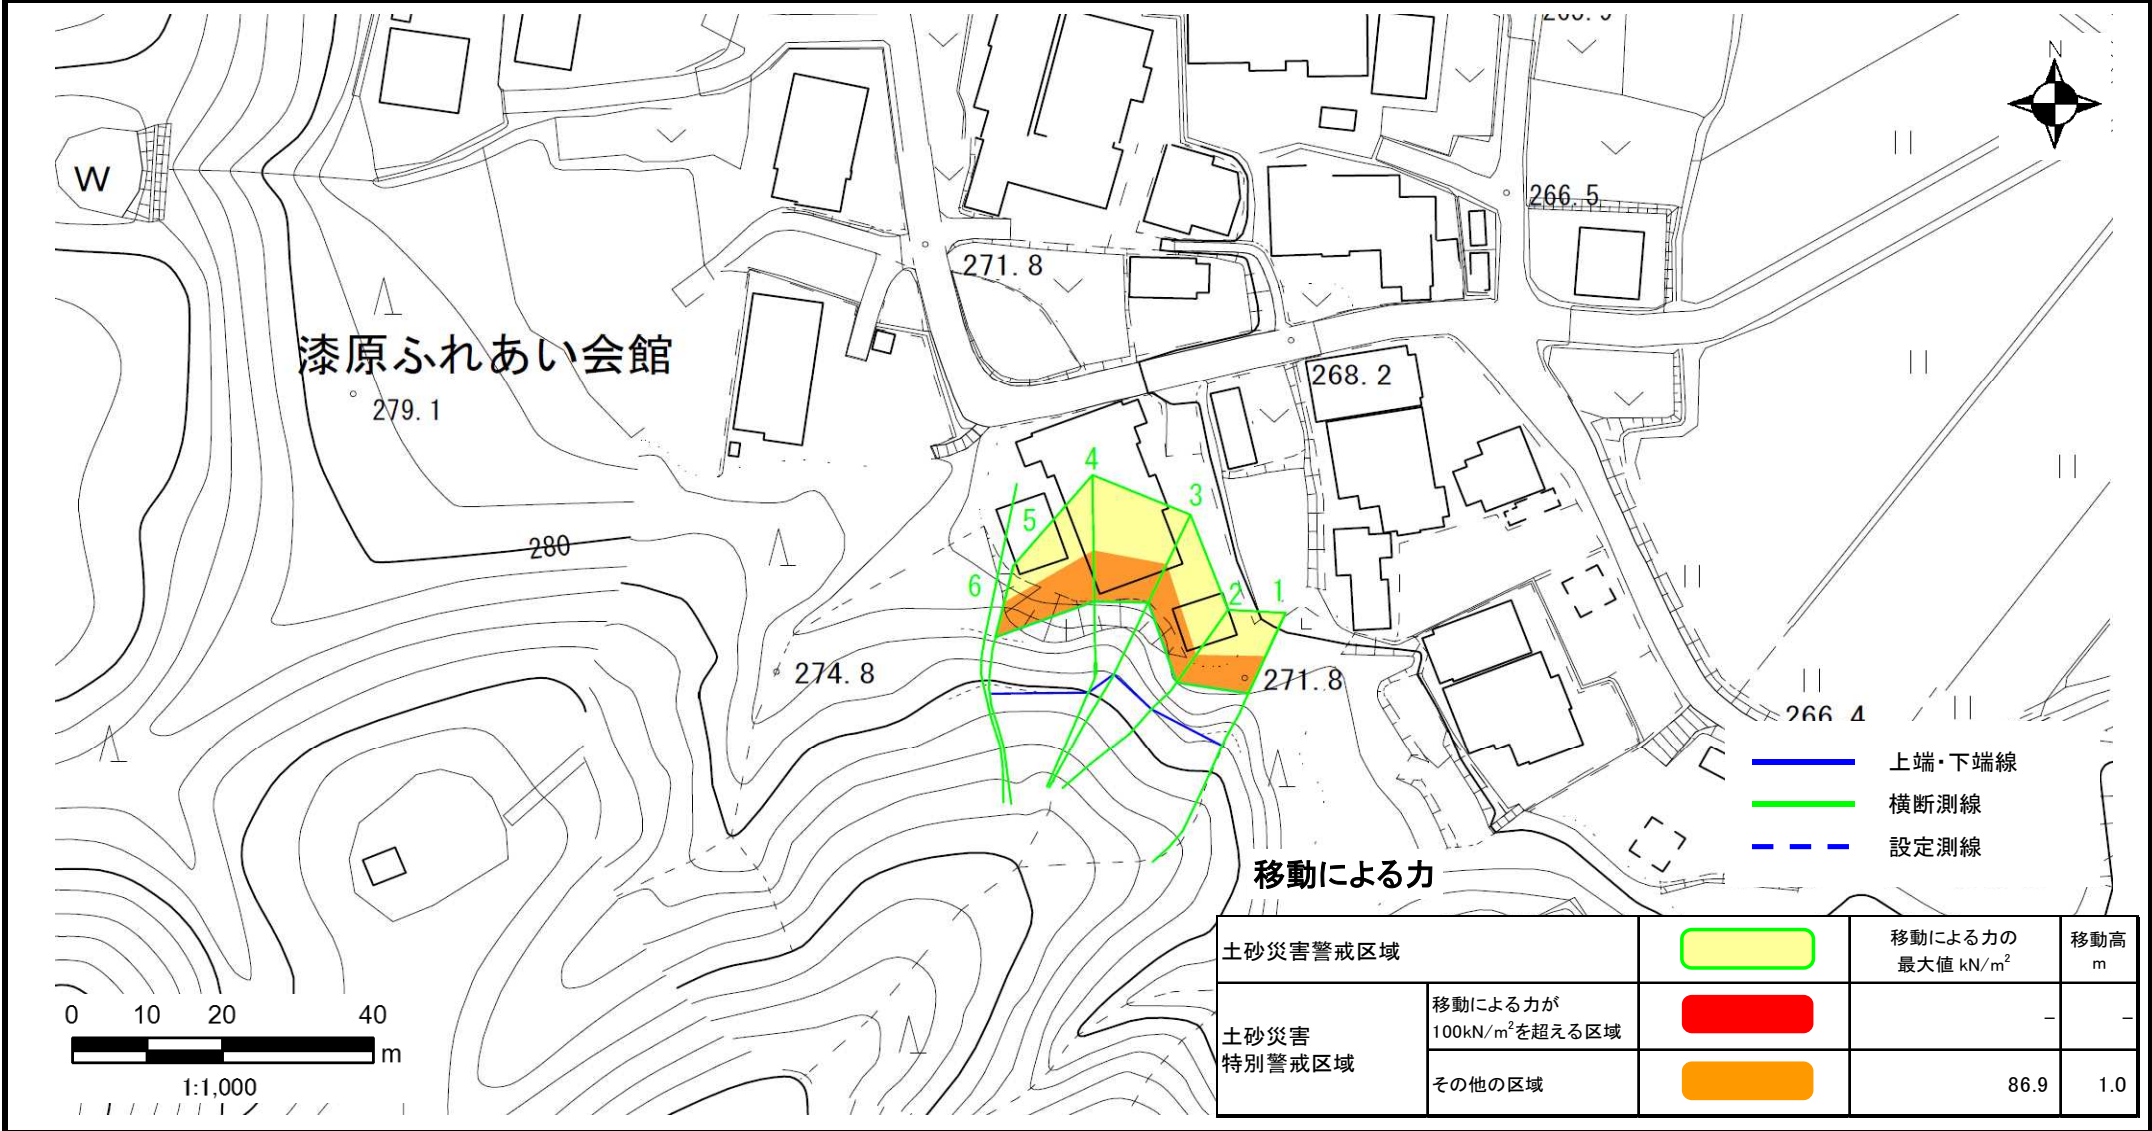 N
W
266.5
271.8
漆原ふれあい会館
279.1
268.2
4
3
5
280
6
2
1
274.8
271.8
266.4
上端・下端線
横断測線
設定測線
移動による力
土砂災害警戒区域
移動による力の
最大値 kN/m²
移動高
m
土砂災害
特別警戒区域
移動による力が
100kN/m²を超える区域
–
–
その他の区域
86.9
1.0
0 10 20 40
m
1:1,000